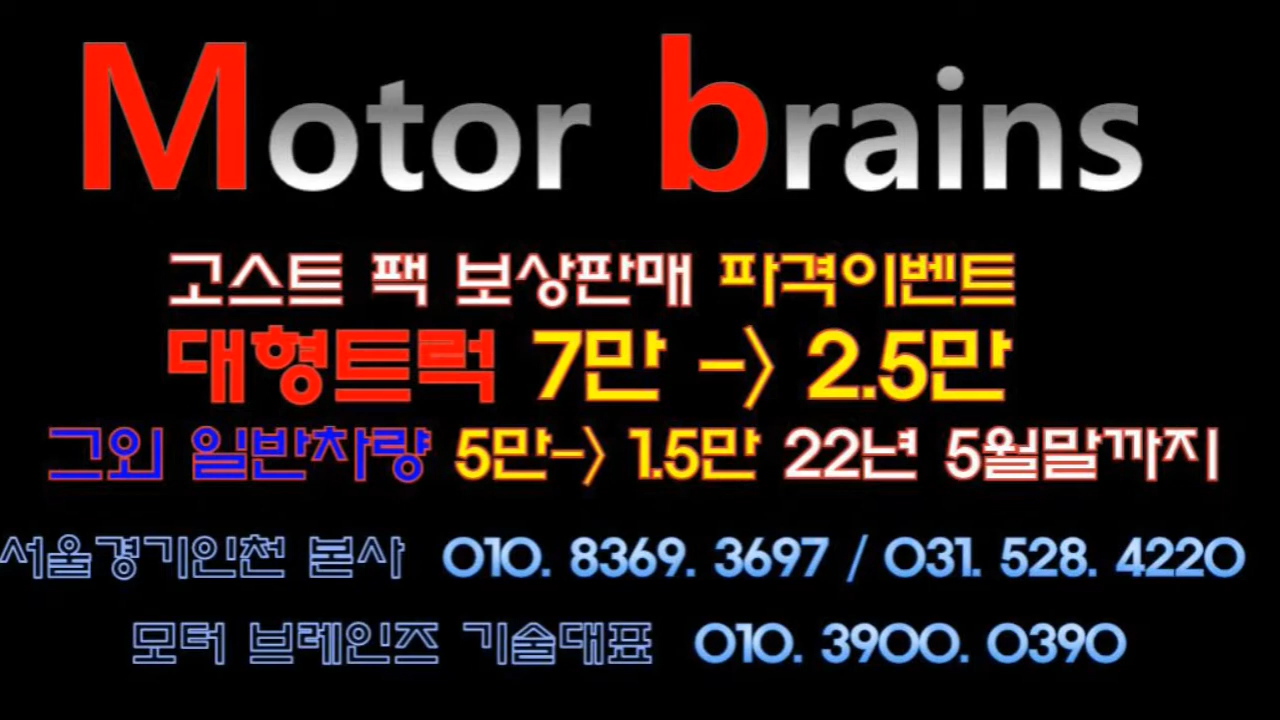 Motor brains
고스트 팩 보상판매 파격이벤트
대형트럭 7만 -> 2.5만
그외 일반차량 5만-> 1.5만 22년 5월말까지
서울경기인천 본사 010. 8369. 3697 / 031. 528. 4220
모터 브레인즈 기술대표 010. 3900. 0390